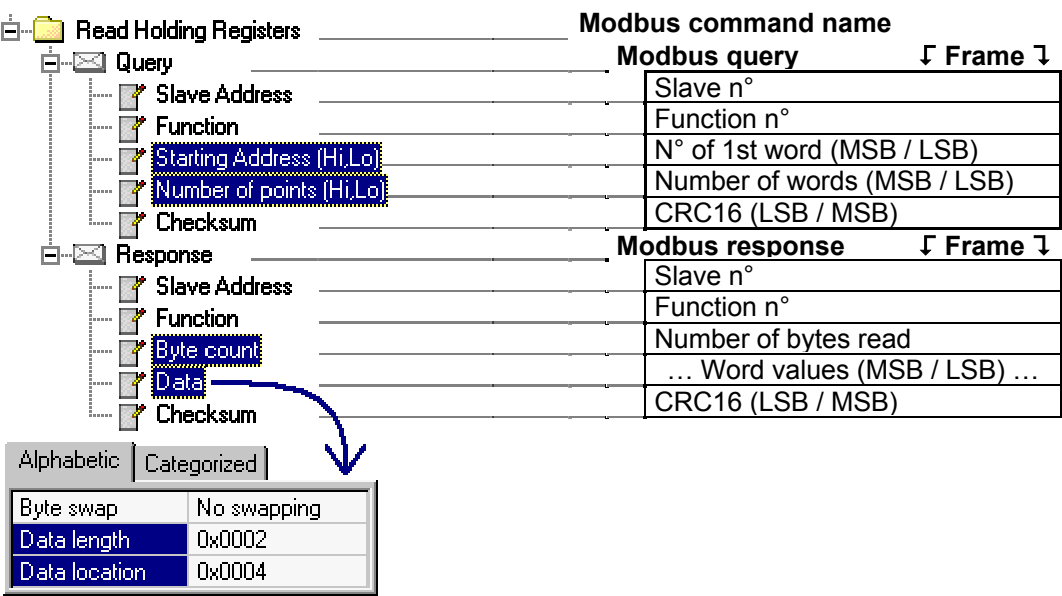 Read Holding Registers Modbus command name
Query Modbus query Frame
Slave Address Slave n°
Function Function n°
Starting Address (Hi,Lo) N° of 1st word (MSB / LSB)
Number of points (Hi,Lo) Number of words (MSB / LSB)
Checksum CRC16 (LSB / MSB)
Response Modbus response Frame
Slave Address Slave n°
Function Function n°
Byte count Number of bytes read
Data … Word values (MSB / LSB) …
Checksum CRC16 (LSB / MSB)
Alphabetic Categorized
Byte swap No swapping
Data length 0x0002
Data location 0x0004